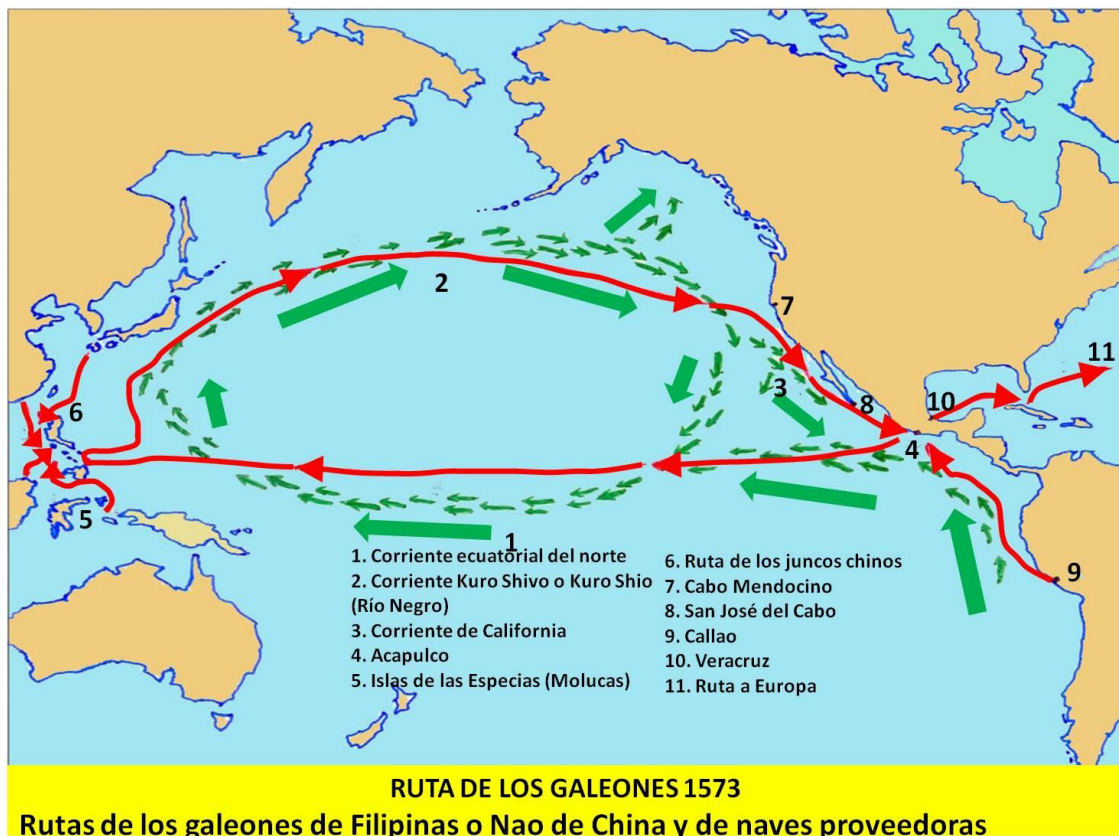 2
7
11
3
6
8
10
4
5
9
1
1. Corriente ecuatorial del norte
2. Corriente Kuro Shivo o Kuro Shio
(Río Negro)
3. Corriente de California
4. Acapulco
5. Islas de las Especias (Molucas)
6. Ruta de los juncos chinos
7. Cabo Mendocino
8. San José del Cabo
9. Callao
10. Veracruz
11. Ruta a Europa
RUTA DE LOS GALEONES 1573
Rutas de los galeones de Filipinas o Nao de China y de naves proveedoras